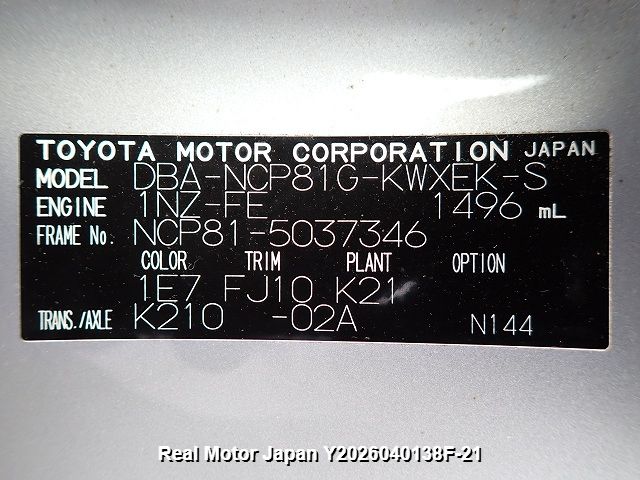 TOYOTA MOTOR CORPORATION JAPAN
MODEL DBA-NCP81G-KWXEK-S
ENGINE 1NZ-FE 1496 mL
FRAME No. NCP81-5037346
COLOR TRIM PLANT OPTION
1E7 FJ10 K21
TRANS./AXLE K210 -02A N144
Real Motor Japan Y2026040138F-21